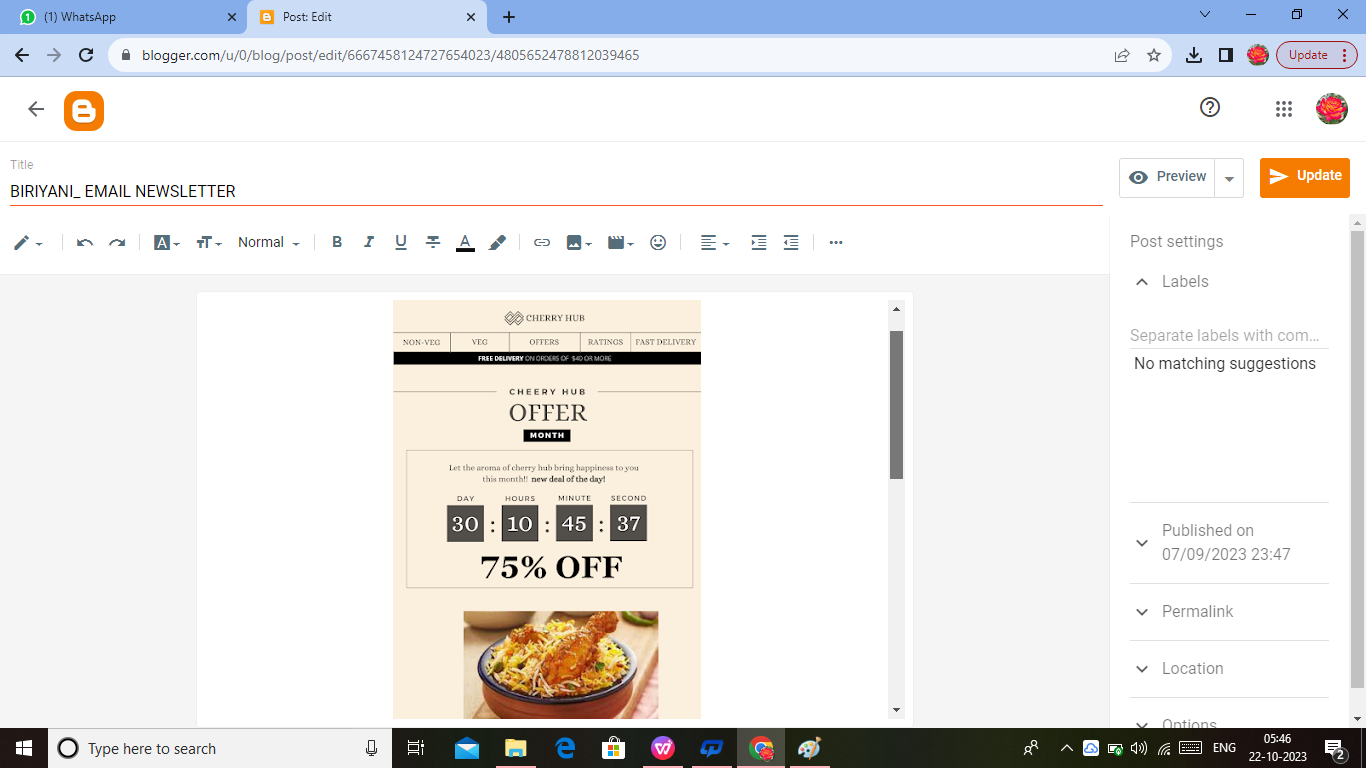 (1) WhatsApp
Post: Edit
blogger.com/u/0/blog/post/edit/6667458124727654023/4805652478812039465
Update
Title
BIRIYANI_ EMAIL NEWSLETTER
Preview
Update
Normal
B I U A
Post settings
Labels
Separate labels with com...
No matching suggestions
Published on
07/09/2023 23:47
Permalink
Location
Options
CHERRY HUB
NON-VEG VEG OFFERS RATINGS FAST DELIVERY
FREE DELIVERY ON ORDERS OF $40 OR MORE
CHEERY HUB
OFFER
MONTH
Let the aroma of cherry hub bring happiness to you
this month!! new deal of the day!
DAY HOURS MINUTE SECOND
30 : 10 : 45 : 37
75% OFF
Type here to search
ENG
05:46
22-10-2023
2